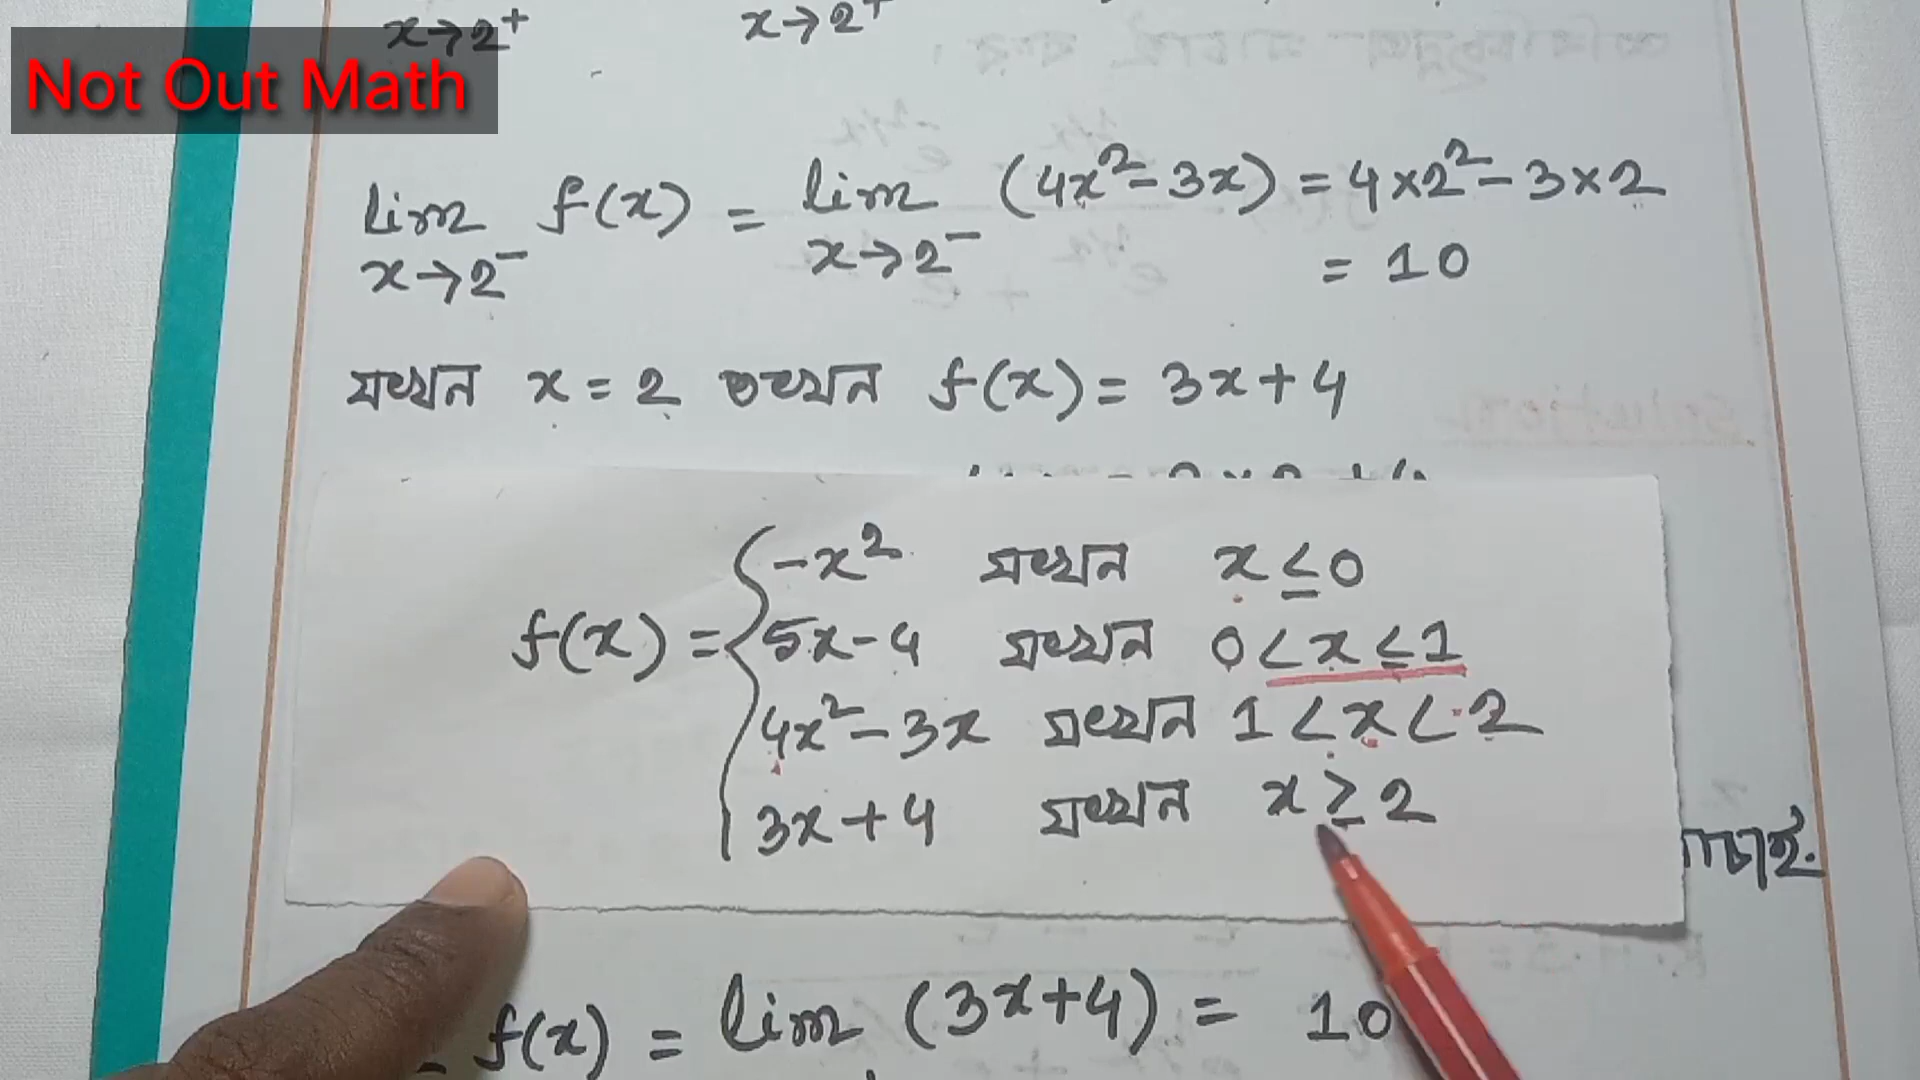 x→2⁺ x→2⁺
Not Out Math
lim f(x) = lim (4x²-3x) = 4×2²-3×2
x→2⁻ x→2⁻ = 10
যখন x = 2 তখন f(x) = 3x+4
-x² যখন x ≤ 0
f(x) = { 5x-4 যখন 0 < x ≤ 1
4x²-3x যখন 1 < x < 2
3x+4 যখন x ≥ 2
f(x) = lim (3x+4) = 10